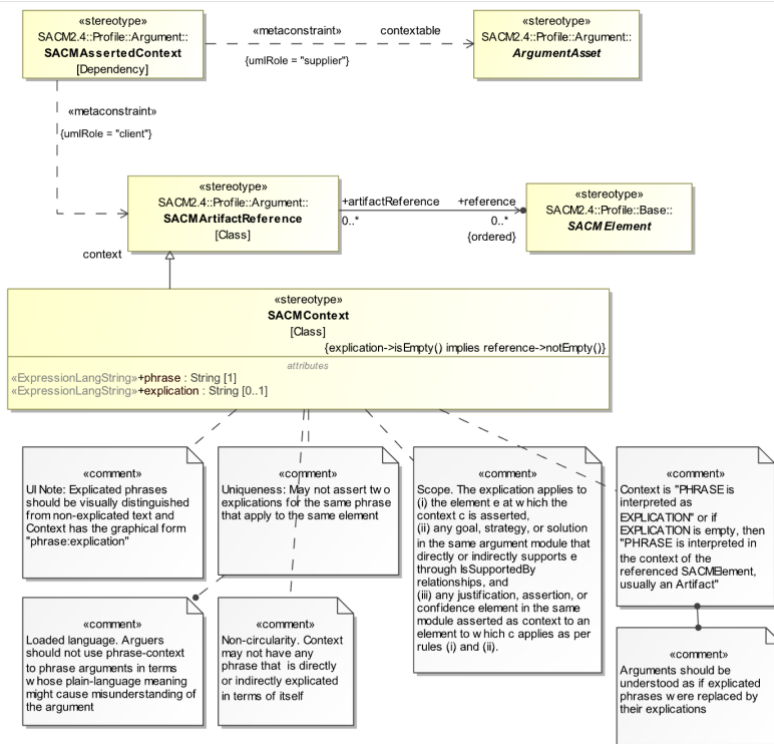 «stereotype»
SACM2.4::Profile::Argument::
SACMAssertedContext
[Dependency]
«metaconstraint»
contextable
{umlRole = "supplier"}
«stereotype»
SACM2.4::Profile::Argument::
ArgumentAsset
«metaconstraint»
{umlRole = "client"}
«stereotype»
SACM2.4::Profile::Argument::
SACMArtifactReference
[Class]
+artifactReference
0..*
+reference
0..*
{ordered}
«stereotype»
SACM2.4::Profile::Base::
SACMElement
context
«stereotype»
SACMContext
[Class]
{explication->isEmpty() implies reference->notEmpty()}
attributes
«ExpressionLangString»+phrase : String [1]
«ExpressionLangString»+explication : String [0..1]
«comment»
UI Note: Explicated phrases
should be visually distinguished
from non-explicated text and
Context has the graphical form
"phrase:explication"
«comment»
Uniqueness: May not assert two
explications for the same phrase
that apply to the same element
«comment»
Scope. The explication applies to
(i) the element e at which the
context c is asserted,
(ii) any goal, strategy, or solution
in the same argument module that
directly or indirectly supports e
through IsSupportedBy
relationships, and
(iii) any justification, assertion, or
confidence element in the same
module asserted as context to an
element to which c applies as per
rules (i) and (ii).
«comment»
Context is "PHRASE is
interpreted as
EXPLICATION" or if
EXPLICATION is empty, then
"PHRASE is interpreted in
the context of the
referenced SACMElement,
usually an Artifact"
«comment»
Loaded language. Arguers
should not use phrase-context
to phrase arguments in terms
whose plain-language meaning
might cause misunderstanding of
the argument
«comment»
Non-circularity. Context
may not have any
phrase that is directly
or indirectly explicated
in terms of itself
«comment»
Arguments should be
understood as if explicated
phrases were replaced by
their explications